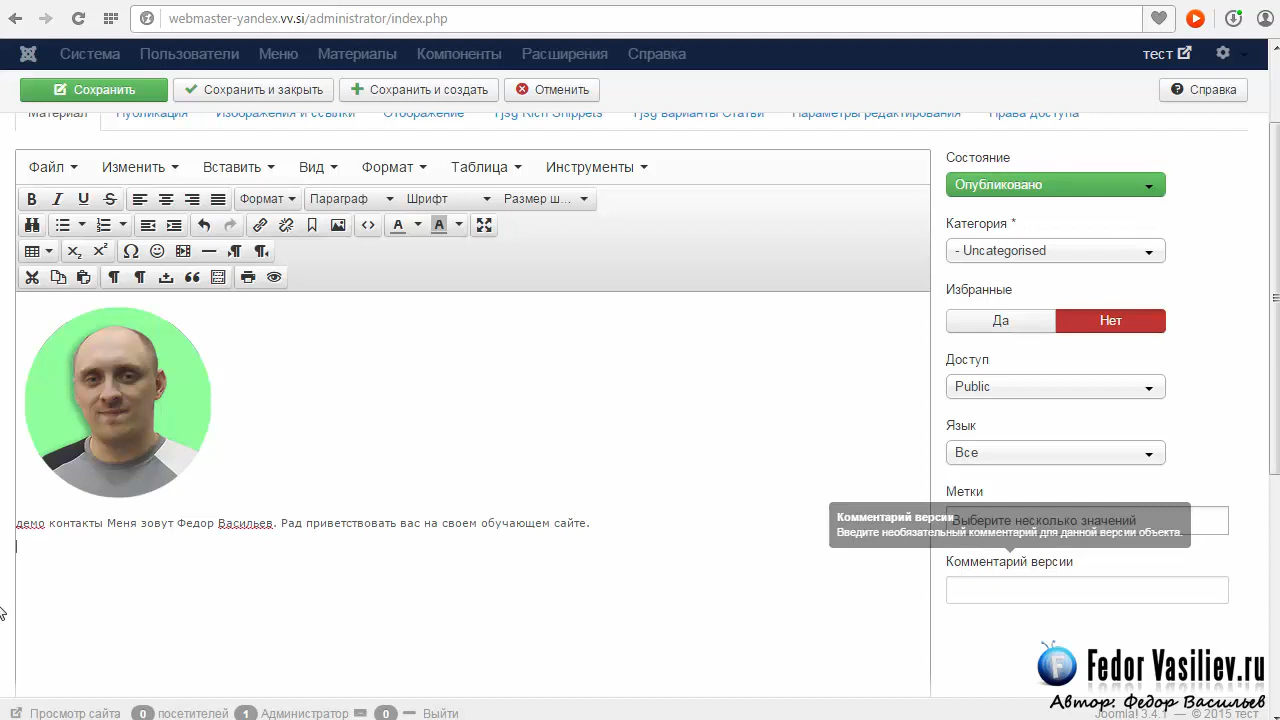 webmaster-yandex.vv.si/administrator/index.php
Система Пользователи Меню Материалы Компоненты Расширения Справка тест
Сохранить Сохранить и закрыть Сохранить и создать Отменить Справка
Материал Публикация Изображения и ссылки Отображение Tjsg Rich Snippets Tjsg варианты Статьи Параметры редактирования Права доступа
Файл Изменить Вставить Вид Формат Таблица Инструменты
Формат Параграф Шрифт Размер ш...
Состояние
Опубликовано
Категория *
- Uncategorised
Избранные
Да Нет
Доступ
Public
Язык
Все
Метки
Выберите несколько значений
Комментарий версии
Введите необязательный комментарий для данной версии объекта.
Комментарий версии
демо контакты Меня зовут Федор Васильев. Рад приветствовать вас на своем обучающем сайте.
Fedor Vasiliev.ru
Автор. Федор Васильев
Просмотр сайта 0 посетителей 1 Администратор 0 Выйти
Joomla! 3.4.1 — © 2015 тест